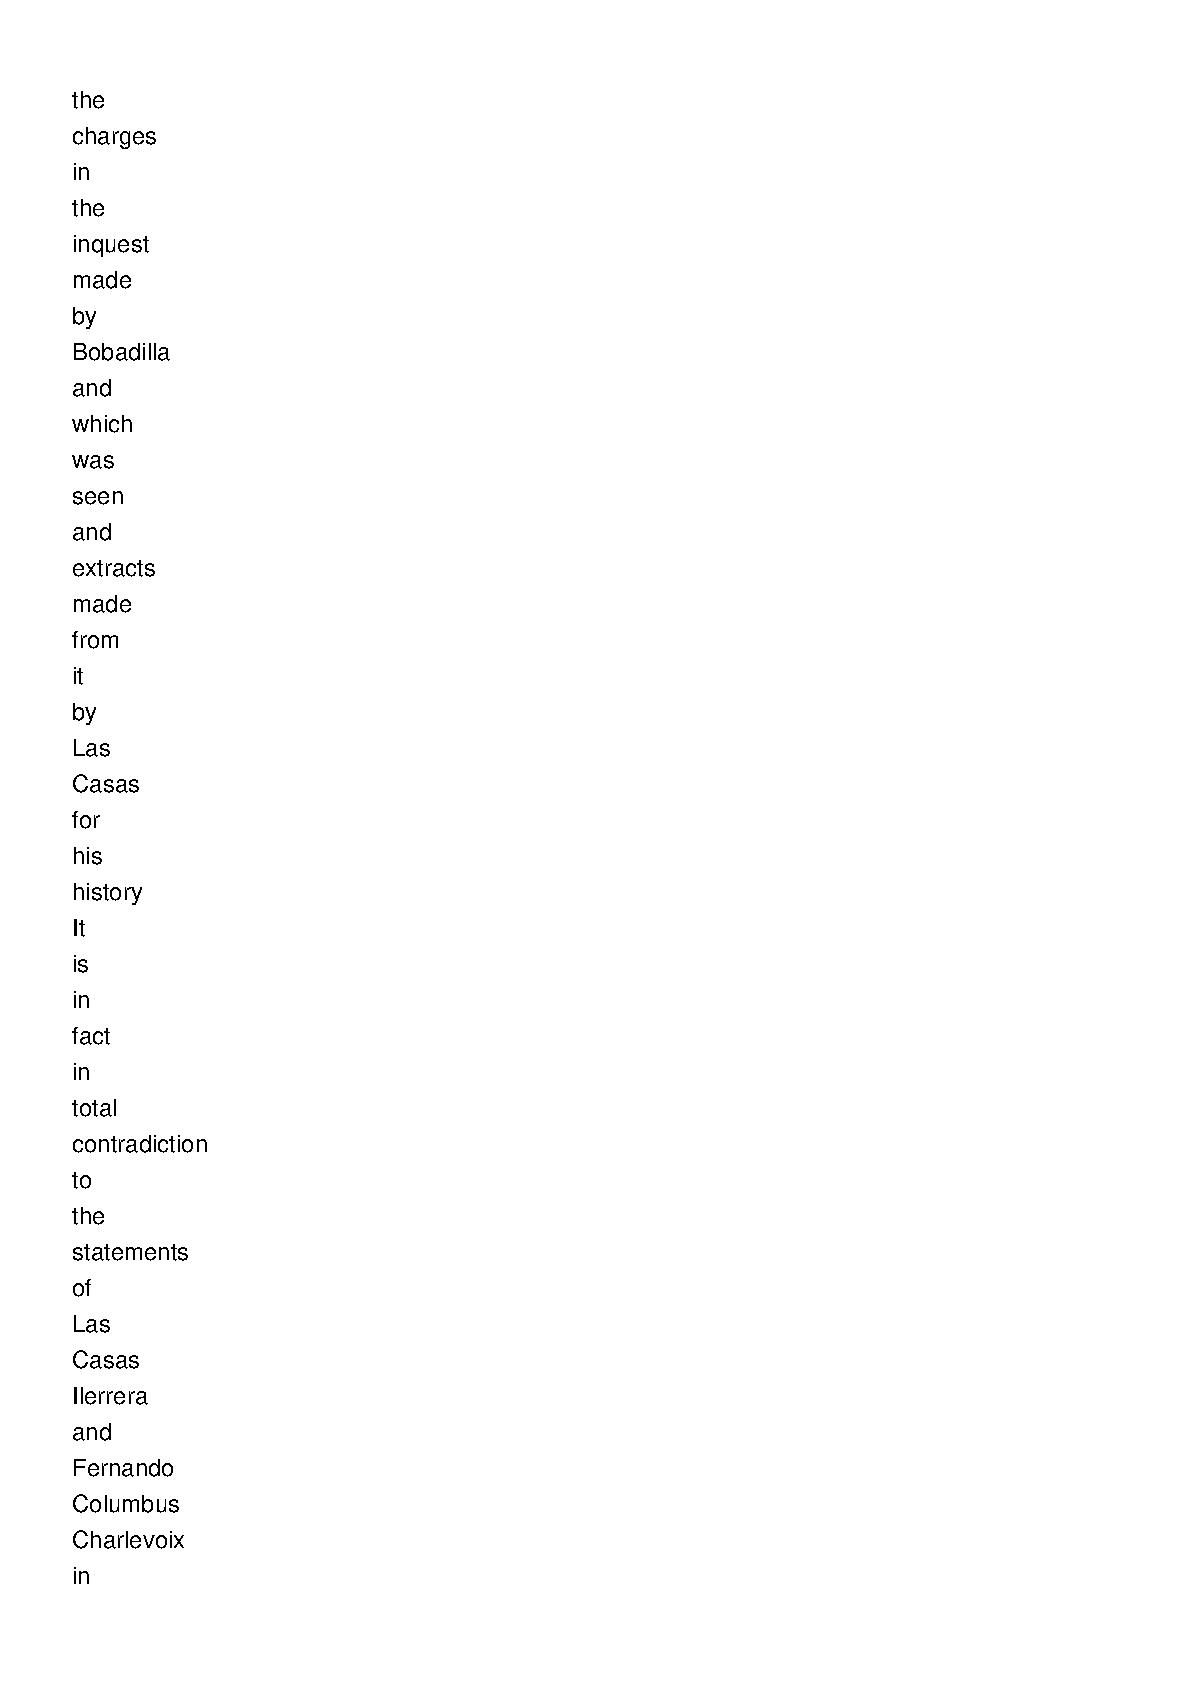 the
charges
in
the
inquest
made
by
Bobadilla
and
which
was
seen
and
extracts
made
from
it
by
Las
Casas
for
his
history
It
is
in
fact
in
total
contradiction
to
the
statements
of
Las
Casas
Ilerrera
and
Fernando
Columbus
Charlevoix
in